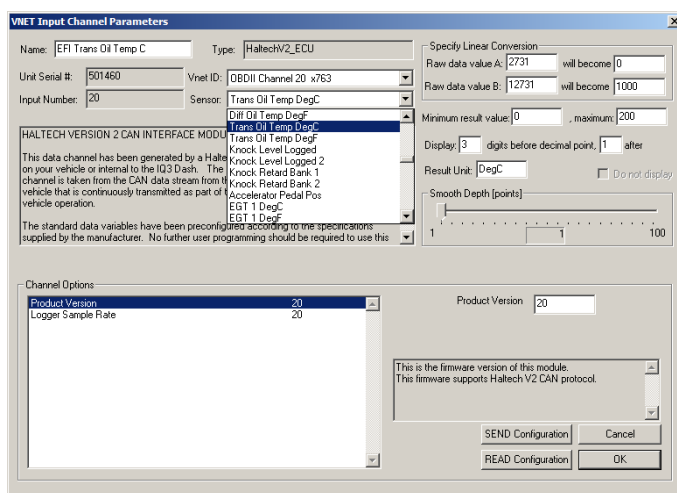 VNET Input Channel Parameters
Name: EFI Trans Oil Temp C Type: HaltechV2_ECU
Unit Serial #: 501460 Vnet ID: OBDII Channel 20 x763
Input Number: 20 Sensor: Trans Oil Temp DegC
Diff Oil Temp DegF
Trans Oil Temp DegC
Trans Oil Temp DegF
Knock Level Logged
Knock Level Logged 2
Knock Retard Bank 1
Knock Retard Bank 2
Accelerator Pedal Pos
EGT 1 DegC
EGT 1 DegF
HALTECH VERSION 2 CAN INTERFACE MODU
This data channel has been generated by a Halte
on your vehicle or internal to the IQ3 Dash. The
channel is taken from the CAN data stream from th
vehicle that is continuously transmitted as part of
vehicle operation.
The standard data variables have been preconfigured according to the specifications
supplied by the manufacturer. No further user programming should be required to use this
Specify Linear Conversion
Raw data value A: 2731 will become 0
Raw data value B: 12731 will become 1000
Minimum result value: 0 , maximum: 200
Display: 3 digits before decimal point, 1 after
Result Unit: DegC Do not display
Smooth Depth [points]
1 1 100
Channel Options
Product Version 20
Logger Sample Rate 20
Product Version 20
This is the firmware version of this module.
This firmware supports Haltech V2 CAN protocol.
SEND Configuration Cancel
READ Configuration OK